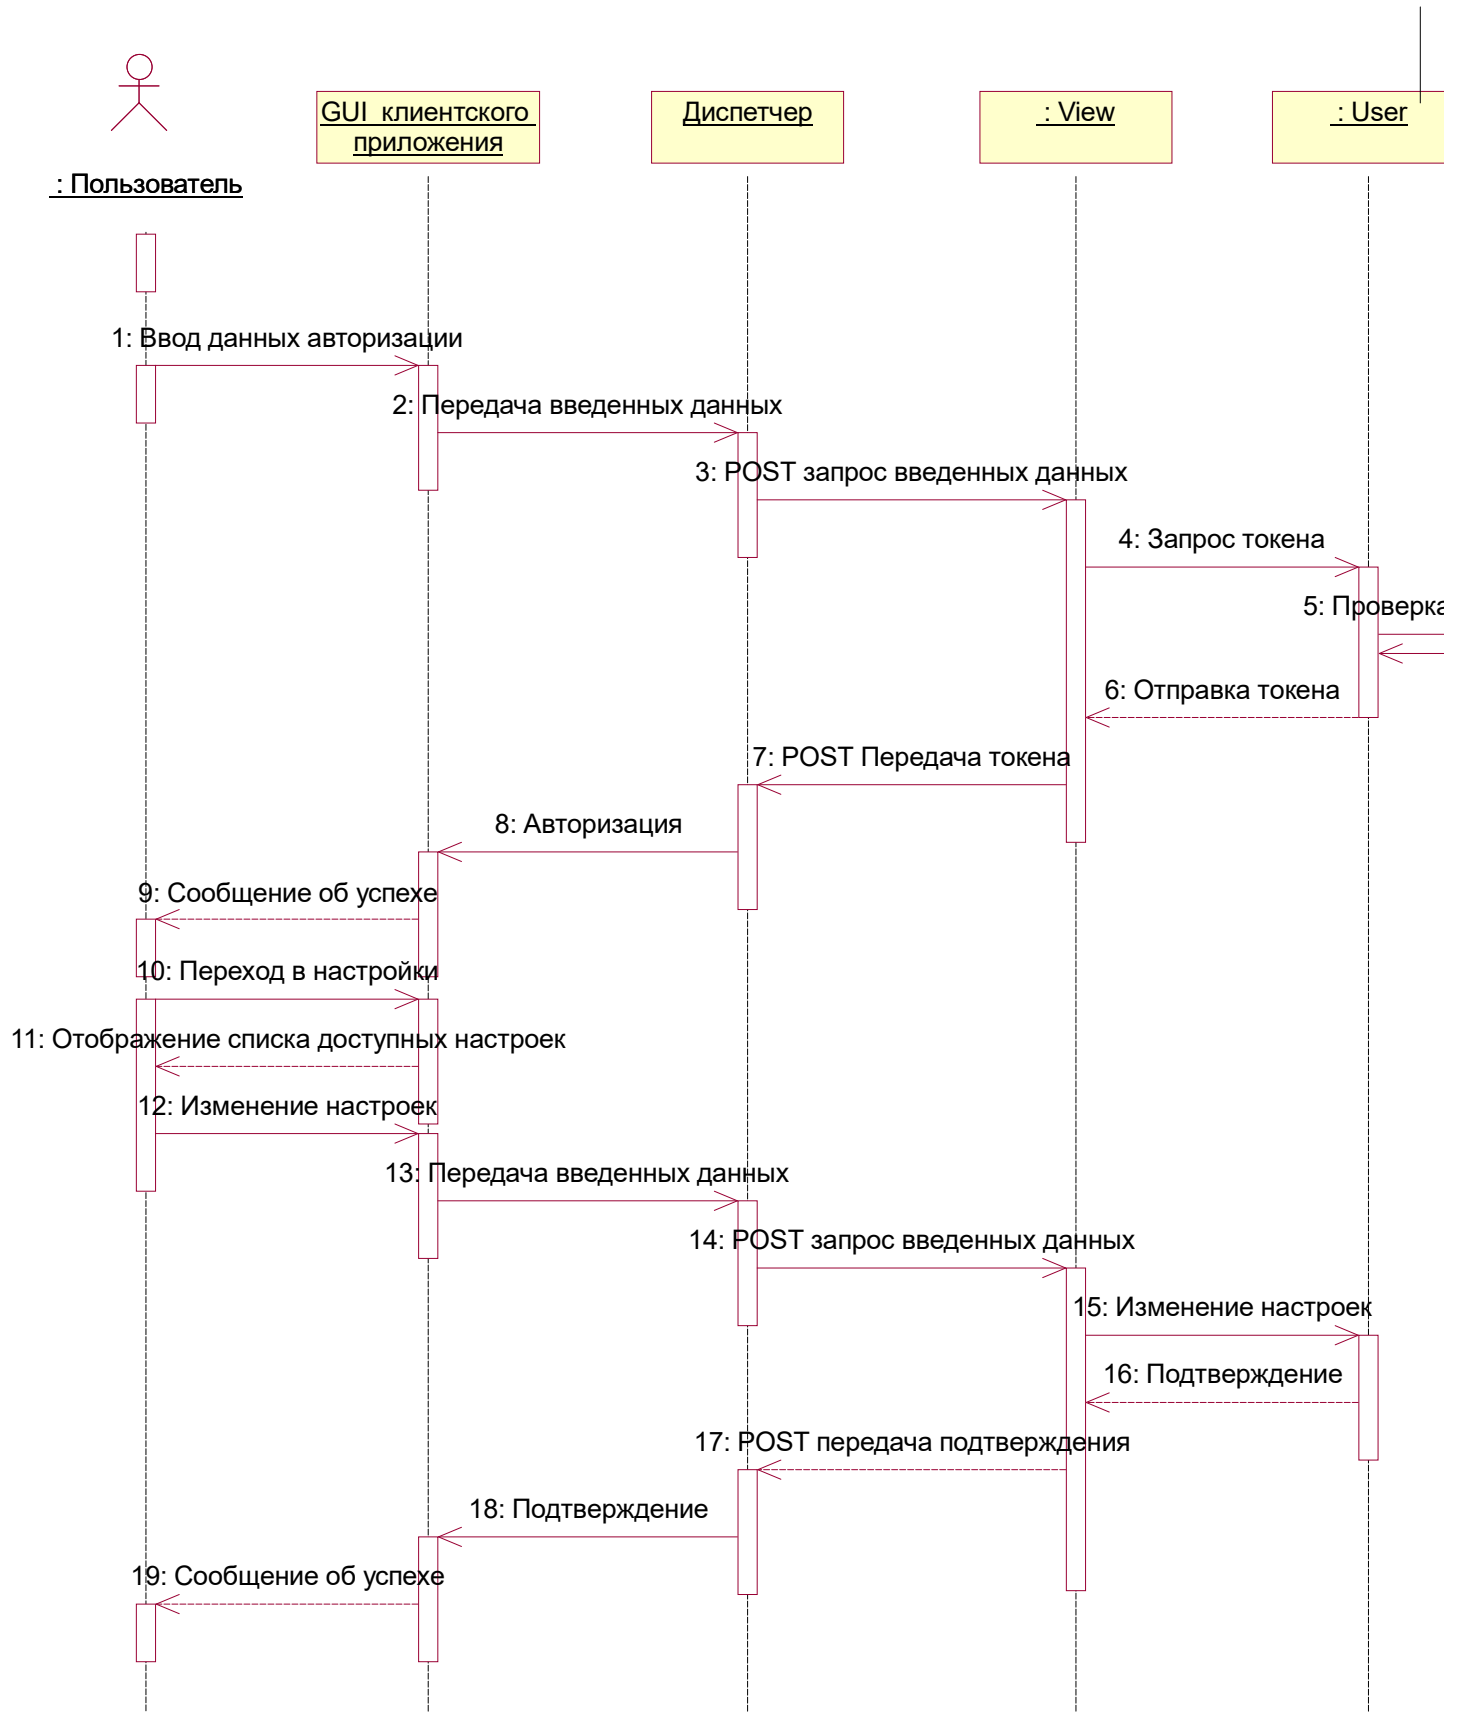 GUI клиентского
приложения
Диспетчер
: View
: User
: Пользователь
1: Ввод данных авторизации
2: Передача введенных данных
3: POST запрос введенных данных
4: Запрос токена
5: Проверка
6: Отправка токена
7: POST Передача токена
8: Авторизация
9: Сообщение об успехе
10: Переход в настройки
11: Отображение списка доступных настроек
12: Изменение настроек
13: Передача введенных данных
14: POST запрос введенных данных
15: Изменение настроек
16: Подтверждение
17: POST передача подтверждения
18: Подтверждение
19: Сообщение об успехе